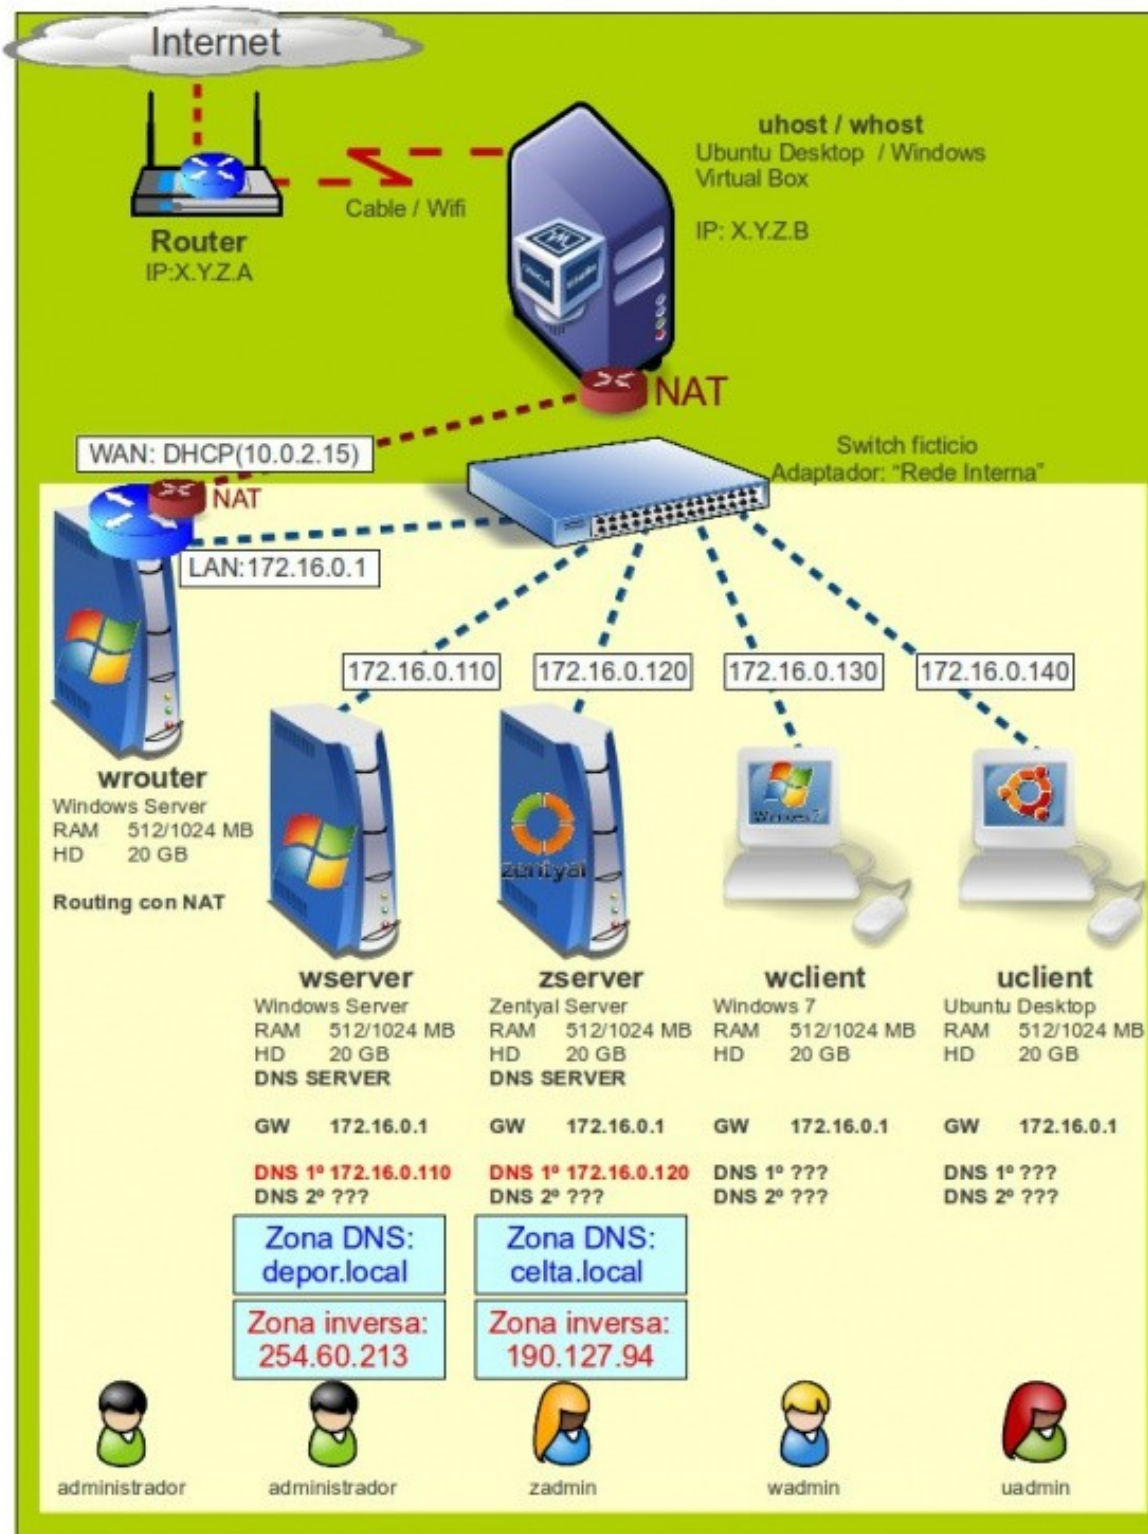 Internet
uhost / whost
Ubuntu Desktop / Windows
Virtual Box
IP: X.Y.Z.B
Cable / Wifi
Router
IP:X.Y.Z.A
NAT
WAN: DHCP(10.0.2.15)
Switch ficticio
Adaptador: "Rede Interna"
NAT
LAN:172.16.0.1
172.16.0.110
172.16.0.120
172.16.0.130
172.16.0.140
wrouter
Windows Server
RAM 512/1024 MB
HD 20 GB
Routing con NAT
Windows 7
zentyal
wserver
Windows Server
RAM 512/1024 MB
HD 20 GB
DNS SERVER
GW 172.16.0.1
DNS 1º 172.16.0.110
DNS 2º ???
Zona DNS:
depor.local
Zona inversa:
254.60.213
zserver
Zentyal Server
RAM 512/1024 MB
HD 20 GB
DNS SERVER
GW 172.16.0.1
DNS 1º 172.16.0.120
DNS 2º ???
Zona DNS:
celta.local
Zona inversa:
190.127.94
wclient
Windows 7
RAM 512/1024 MB
HD 20 GB
GW 172.16.0.1
DNS 1º ???
DNS 2º ???
uclient
Ubuntu Desktop
RAM 512/1024 MB
HD 20 GB
GW 172.16.0.1
DNS 1º ???
DNS 2º ???
administrador
administrador
zadmin
wadmin
uadmin